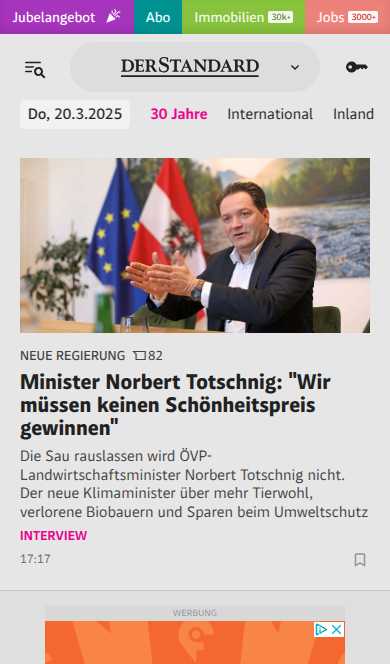 Jubelangebot Abo Immobilien 30k+ Jobs 3000+
DERSTANDARD
Do, 20.3.2025 30 Jahre International Inland
NEUE REGIERUNG 82
Minister Norbert Totschnig: "Wir
müssen keinen Schönheitspreis
gewinnen"
Die Sau rauslassen wird ÖVP-
Landwirtschaftsminister Norbert Totschnig nicht.
Der neue Klimaminister über mehr Tierwohl,
verlorene Biobauern und Sparen beim Umweltschutz
INTERVIEW
17:17
WERBUNG